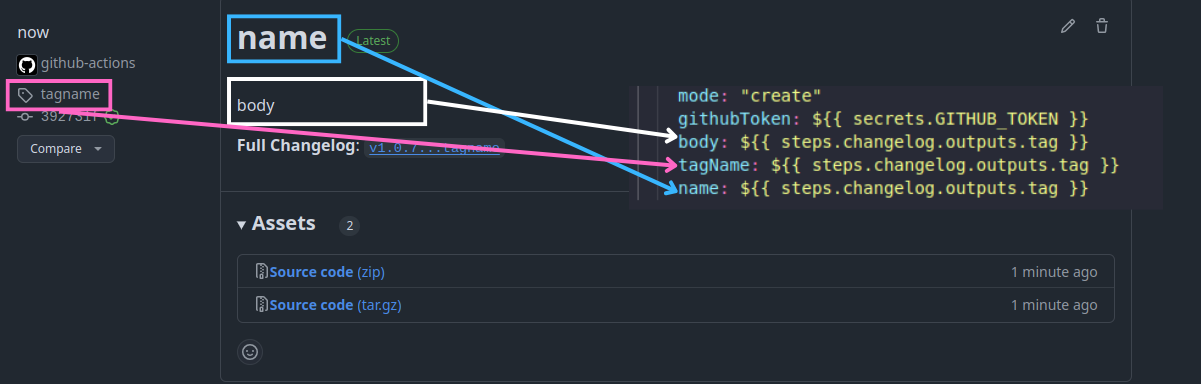 now
github-actions
tagname
Compare
name
Latest
body
Full Changelog: v1.0.7...tagname
mode: "create"
githubToken: ${{ secrets.GITHUB_TOKEN }}
body: ${{ steps.changelog.outputs.tag }}
tagName: ${{ steps.changelog.outputs.tag }}
name: ${{ steps.changelog.outputs.tag }}
Assets 2
Source code (zip) 1 minute ago
Source code (tar.gz) 1 minute ago